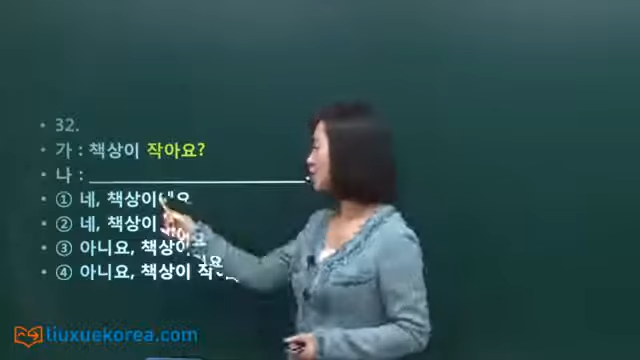 32.
가 : 책상이 작아요?
나 :
① 네, 책상이
② 네, 책상이
③ 아니요, 책상이
④ 아니요, 책상이
liuxuekorea.com